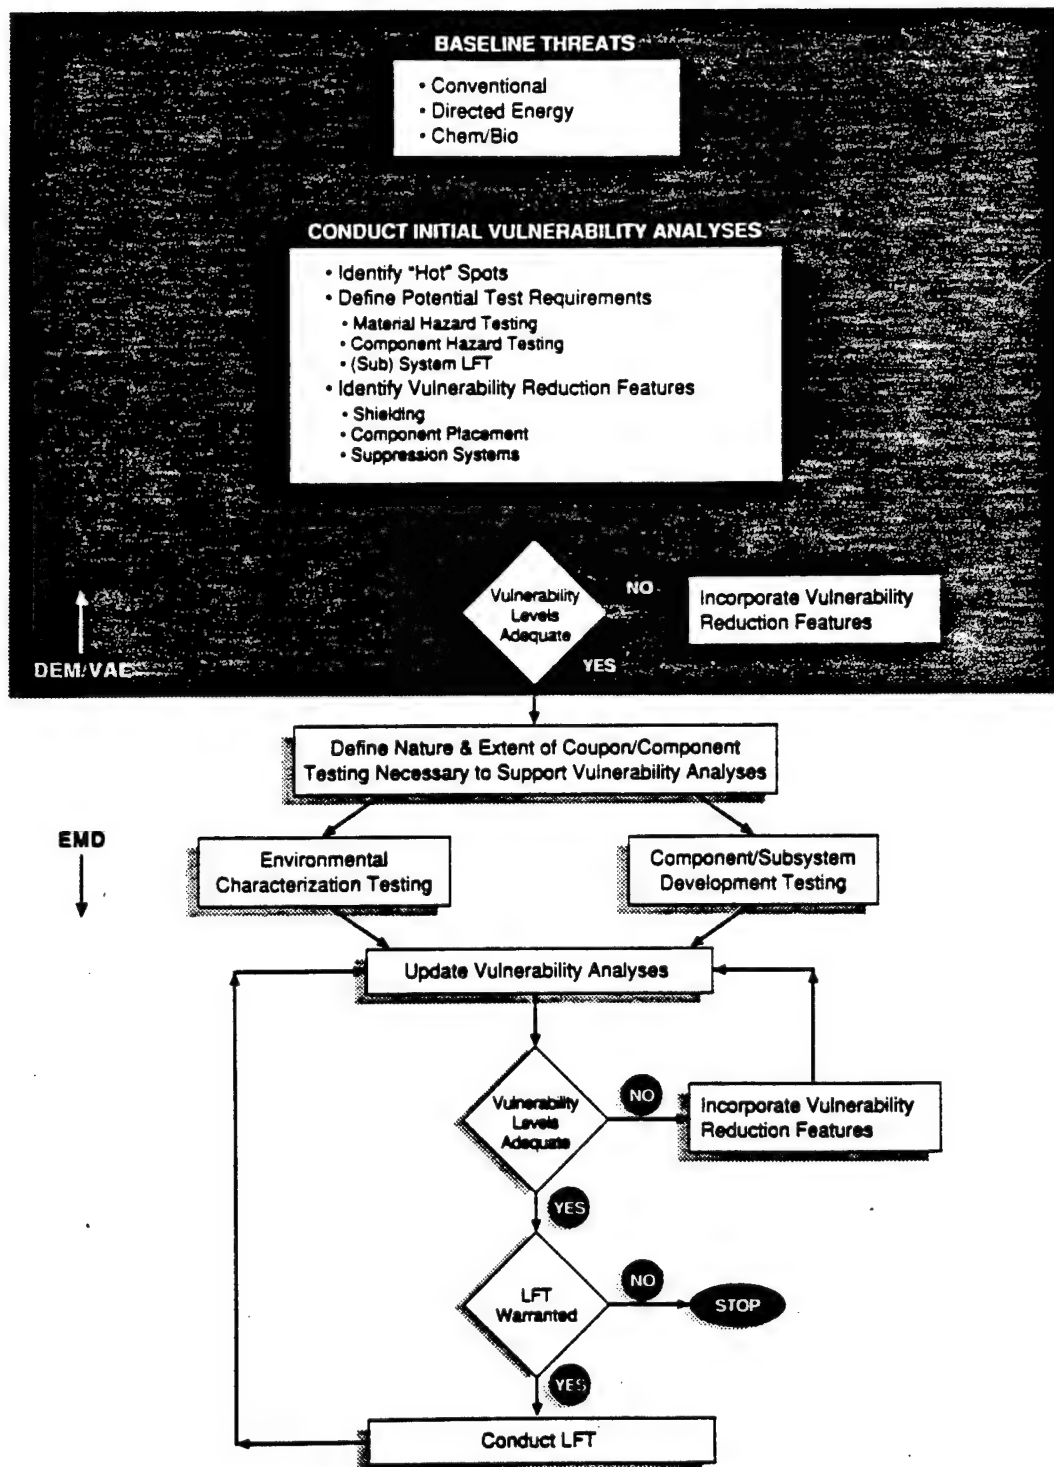 BASELINE THREATS
• Conventional
• Directed Energy
• Chem/Bio
CONDUCT INITIAL VULNERABILITY ANALYSES
• Identify "Hot" Spots
• Define Potential Test Requirements
• Material Hazard Testing
• Component Hazard Testing
• (Sub) System LFT
• Identify Vulnerability Reduction Features
• Shielding
• Component Placement
• Suppression Systems
Vulnerability
Levels
Adequate
NO
Incorporate Vulnerability
Reduction Features
YES
DEM/VAL
Define Nature & Extent of Coupon/Component
Testing Necessary to Support Vulnerability Analyses
EMD
Environmental
Characterization Testing
Component/Subsystem
Development Testing
Update Vulnerability Analyses
Vulnerability
Levels
Adequate
NO
Incorporate Vulnerability
Reduction Features
YES
LFT
Warranted
NO
STOP
YES
Conduct LFT